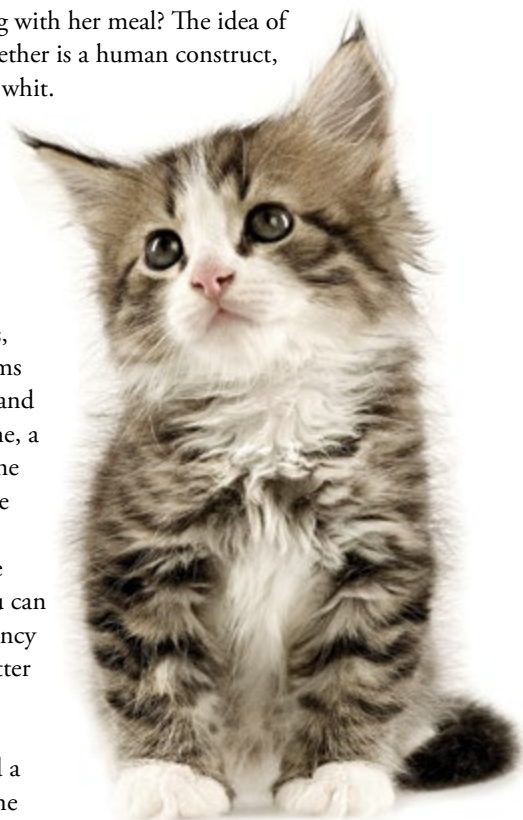 g with her meal? The idea of
ether is a human construct,
whit.
s,
ms
and
ne, a
he
e
e
u can
ncy
tter
a
he